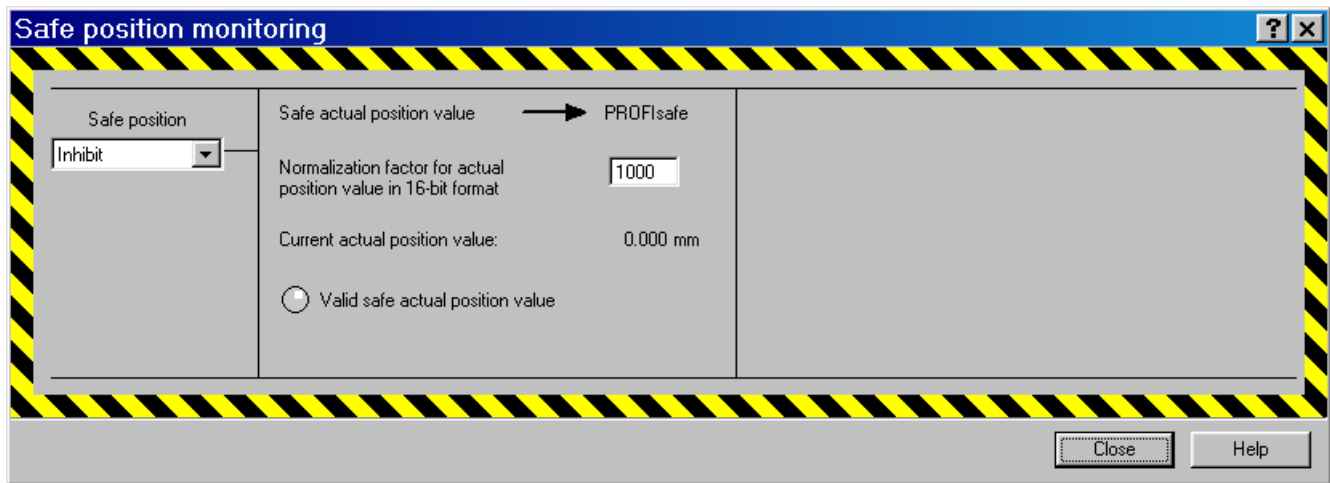 Safe position monitoring
Safe position
Inhibit
Safe actual position value PROFIsafe
Normalization factor for actual
position value in 16-bit format
1000
Current actual position value: 0.000 mm
Valid safe actual position value
Close Help